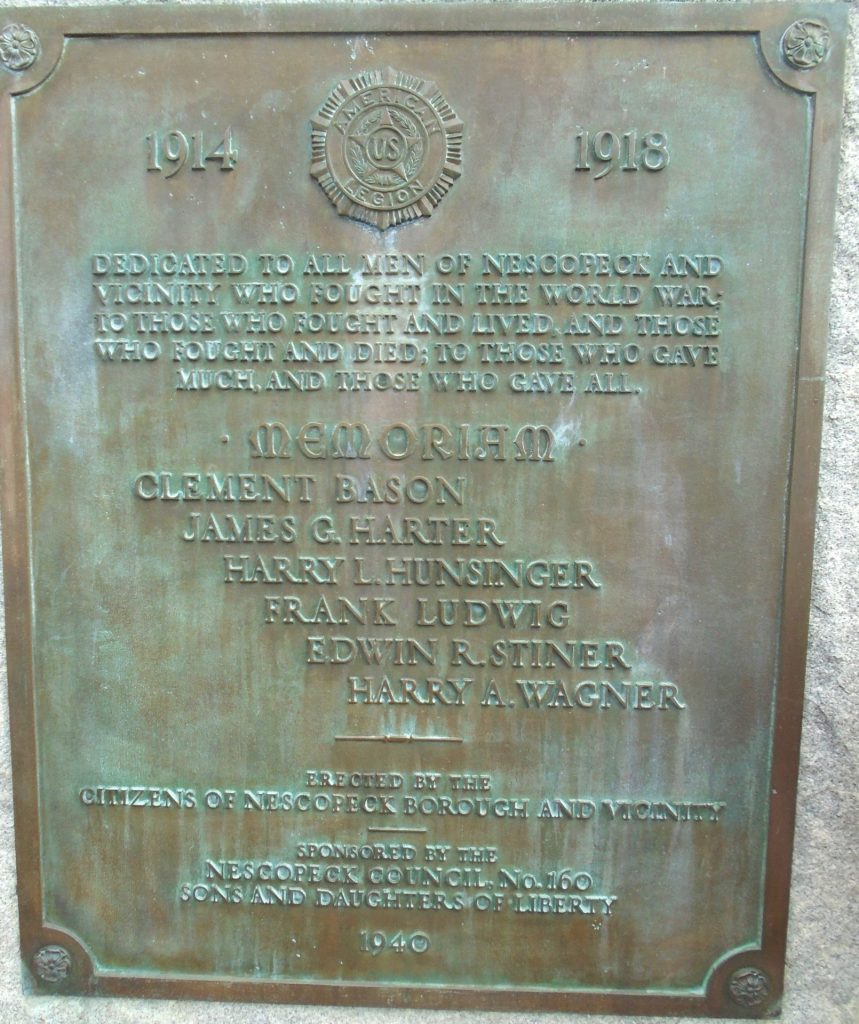 1914
AMERICAN
US
LEGION
1918
DEDICATED TO ALL MEN OF NESCOPECK AND
VICINITY WHO FOUGHT IN THE WORLD WAR;
TO THOSE WHO FOUGHT AND LIVED, AND THOSE
WHO FOUGHT AND DIED; TO THOSE WHO GAVE
MUCH, AND THOSE WHO GAVE ALL.
· MEMORIAM ·
CLEMENT BASON
JAMES G. HARTER
HARRY L. HUNSINGER
FRANK LUDWIG
EDWIN R. STINER
HARRY A. WAGNER
ERECTED BY THE
CITIZENS OF NESCOPECK BOROUGH AND VICINITY
SPONSORED BY THE
NESCOPECK COUNCIL, No. 160
SONS AND DAUGHTERS OF LIBERTY
1940